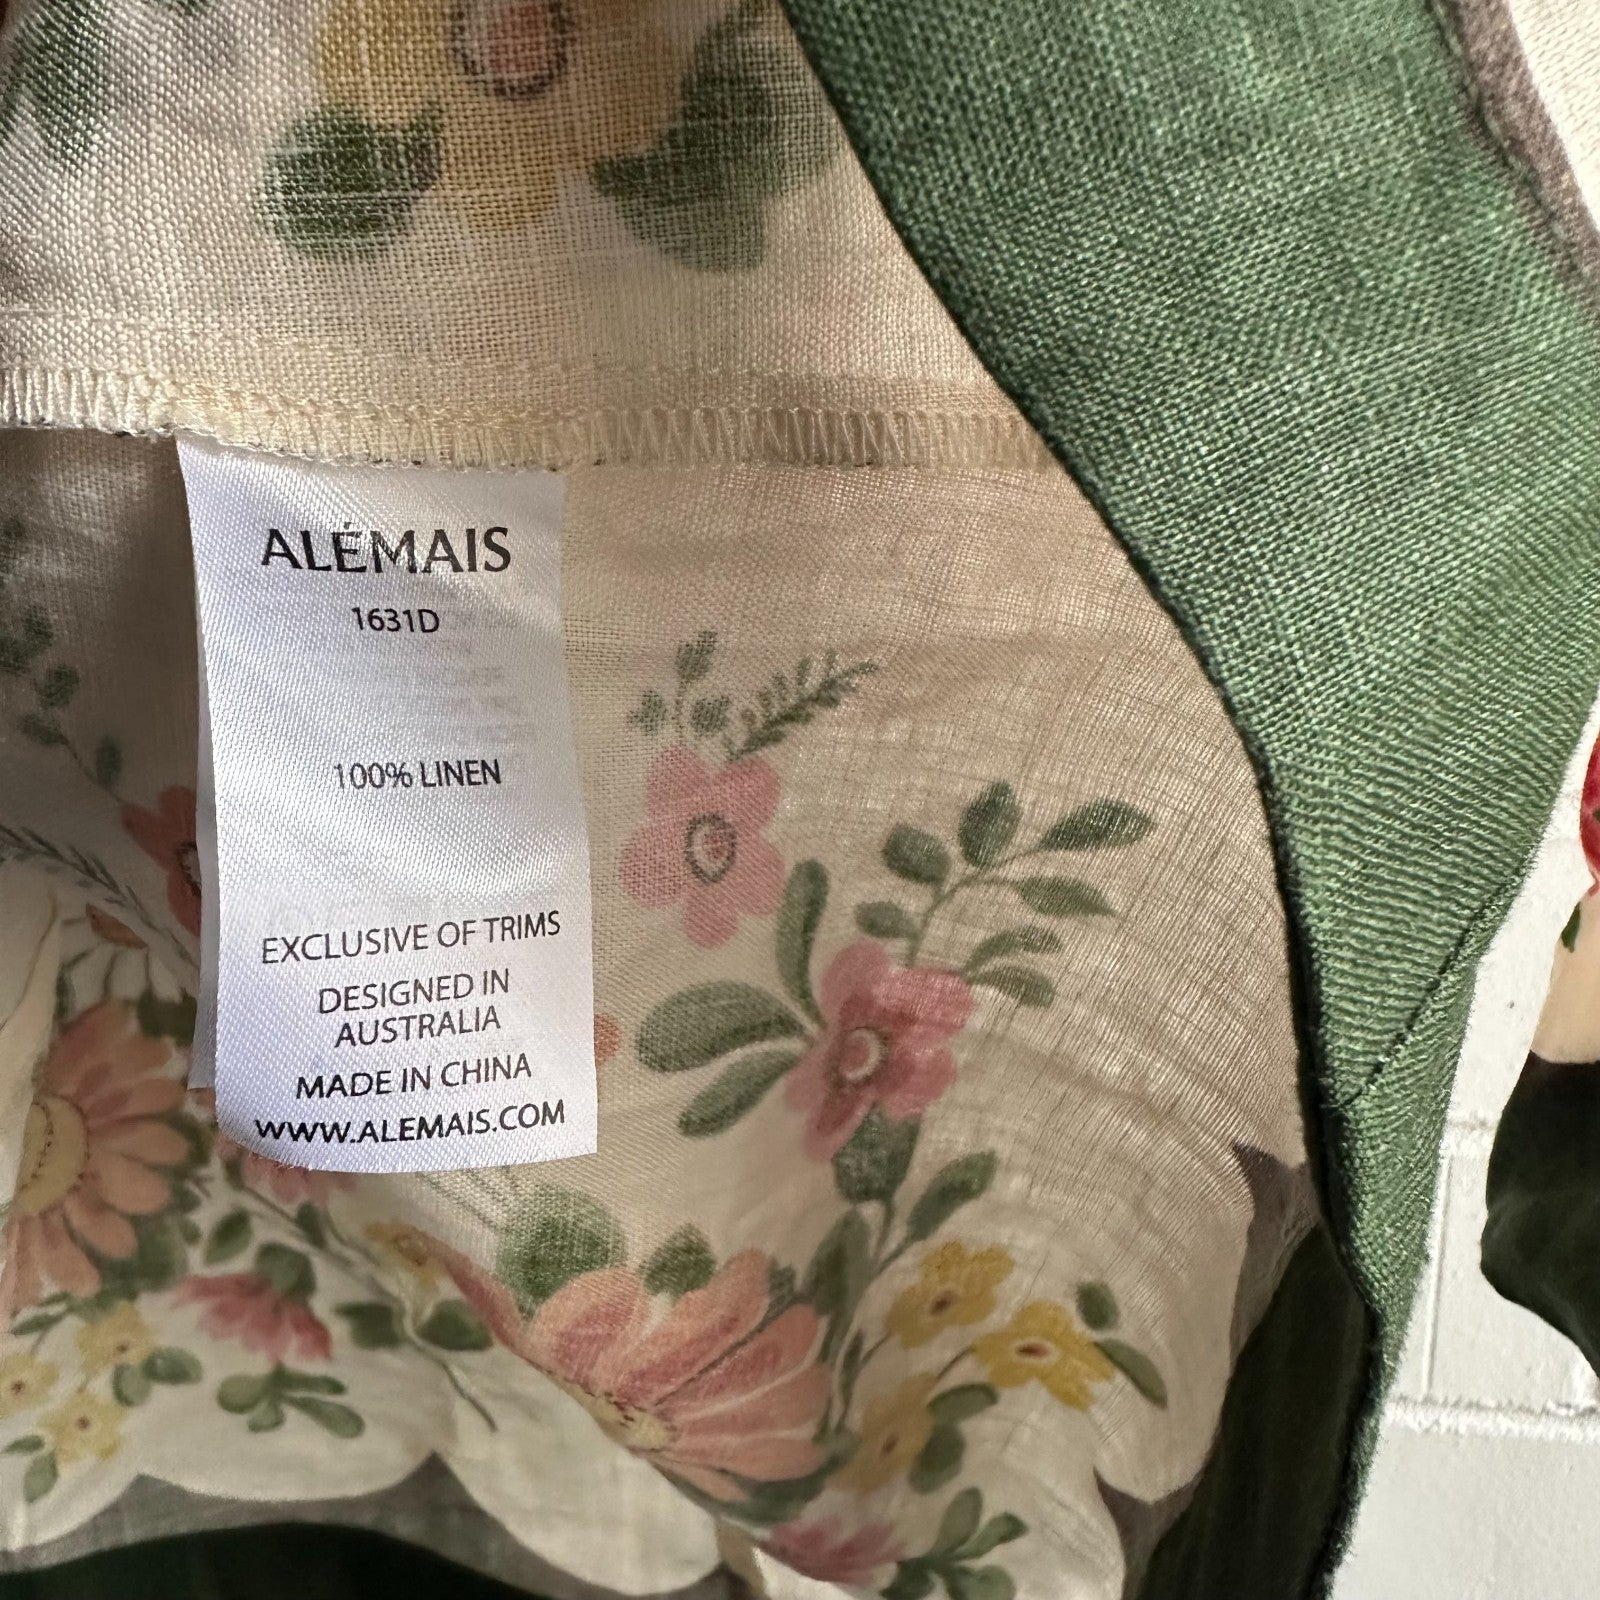 ALÉMAIS
1631D
100% LINEN
EXCLUSIVE OF TRIMS
DESIGNED IN
AUSTRALIA
MADE IN CHINA
WWW.ALEMAIS.COM